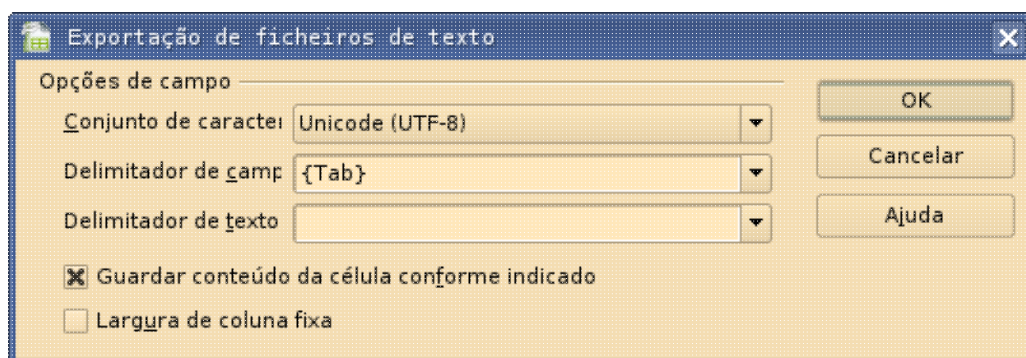 Exportação de ficheiros de texto
Opções de campo
OK
Conjunto de caracter
Unicode (UTF-8)
Cancelar
Delimitador de camp
{Tab}
Ajuda
Delimitador de texto
Guardar conteúdo da célula conforme indicado
Largura de coluna fixa